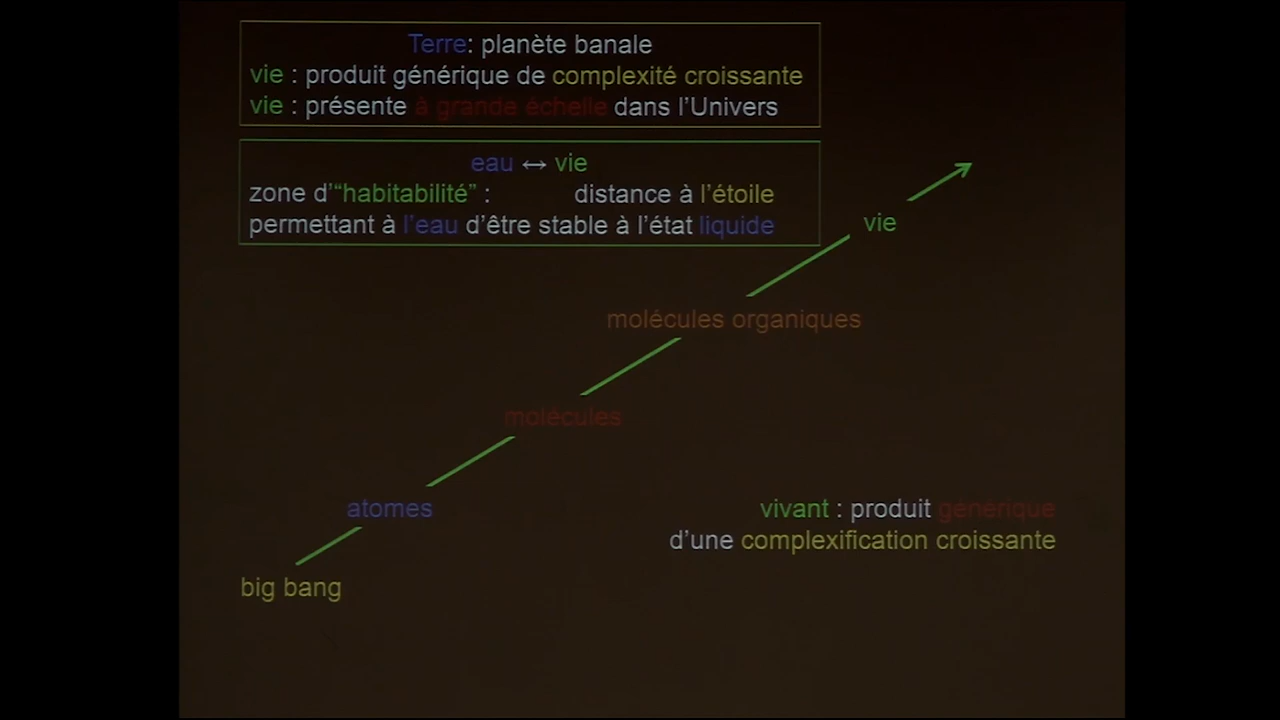 Terre: planète banale
vie : produit générique de complexité croissante
vie : présente à grande échelle dans l’Univers
eau ↔ vie
zone d’“habitabilité” : distance à l’étoile
permettant à l’eau d’être stable à l’état liquide
vie
molécules organiques
molécules
atomes
vivant : produit générique
d’une complexification croissante
big bang